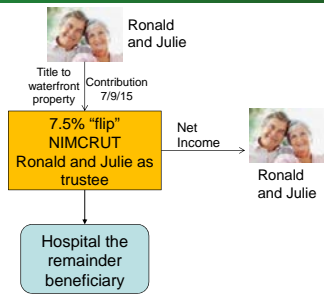 Ronald
and Julie
Title to
waterfront
property
Contribution
7/9/15
7.5% “flip”
NIMCRUT
Ronald and Julie as
trustee
Net
Income
Ronald
and Julie
Hospital the
remainder
beneficiary